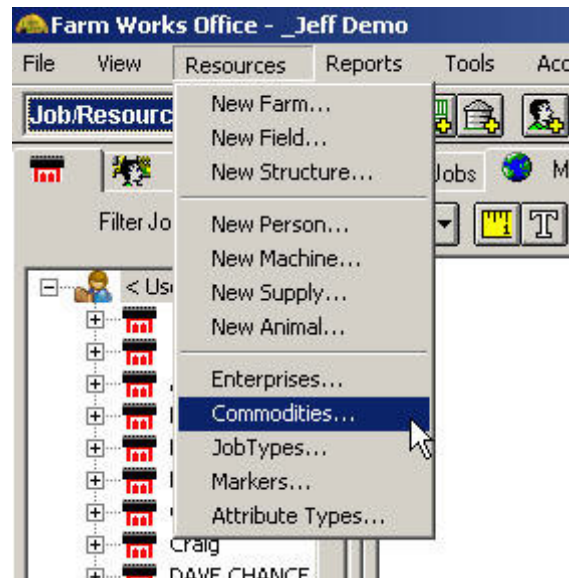 Farm Works Office - _Jeff Demo
File View Resources Reports Tools Acc
Job/Resourc
New Farm...
New Field...
New Structure...
Jobs M
Filter Jo
New Person...
New Machine...
New Supply...
New Animal...
< Us
Enterprises...
Commodities...
JobTypes...
Markers...
Attribute Types...
Craig
DAVE CHANCE